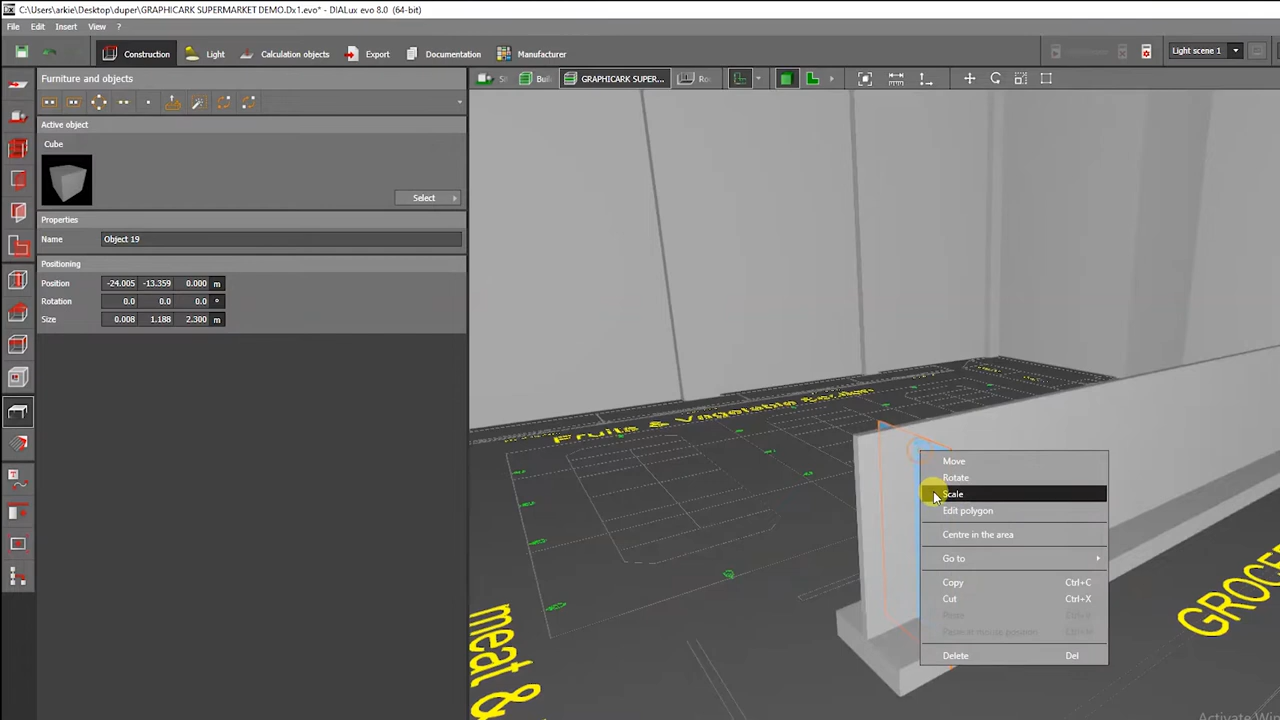 C:\Users\arkie\Desktop\duper\GRAPHICARK SUPERMARKET DEMO.Dx1.evo* - DIALux evo 8.0 (64-bit)
File Edit Insert View ?
Construction Light Calculation objects Export Documentation Manufacturer Light scene 1
Furniture and objects
GRAPHICARK SUPER...
Active object
Cube
Select
Properties
Name Object 19
Positioning
Position -24.005 -13.359 0.000 m
Rotation 0.0 0.0 0.0 °
Size 0.008 1.188 2.300 m
Fruits & Vagetable Section
meat &
GROCE
Move
Rotate
Scale
Edit polygon
Centre in the area
Go to
Copy Ctrl+C
Cut Ctrl+X
Delete Del